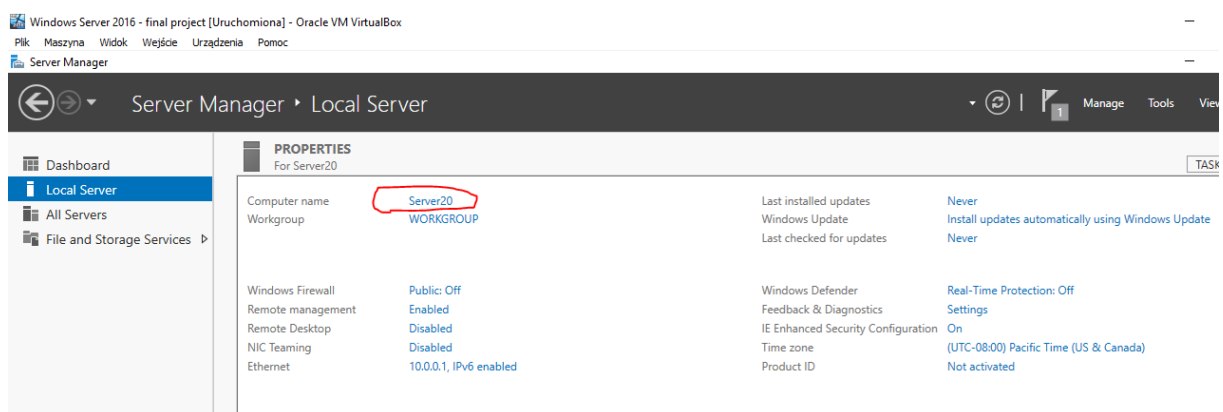 Windows Server 2016 - final project [Uruchomiona] - Oracle VM VirtualBox
Plik Maszyna Widok Wejście Urządzenia Pomoc
Server Manager
Server Manager ‣ Local Server
1 Manage Tools View
PROPERTIES
For Server20
TASK
Dashboard
Local Server
All Servers
File and Storage Services
Computer name Server20
Workgroup WORKGROUP
Last installed updates Never
Windows Update Install updates automatically using Windows Update
Last checked for updates Never
Windows Firewall Public: Off
Remote management Enabled
Remote Desktop Disabled
NIC Teaming Disabled
Ethernet 10.0.0.1, IPv6 enabled
Windows Defender Real-Time Protection: Off
Feedback & Diagnostics Settings
IE Enhanced Security Configuration On
Time zone (UTC-08:00) Pacific Time (US & Canada)
Product ID Not activated